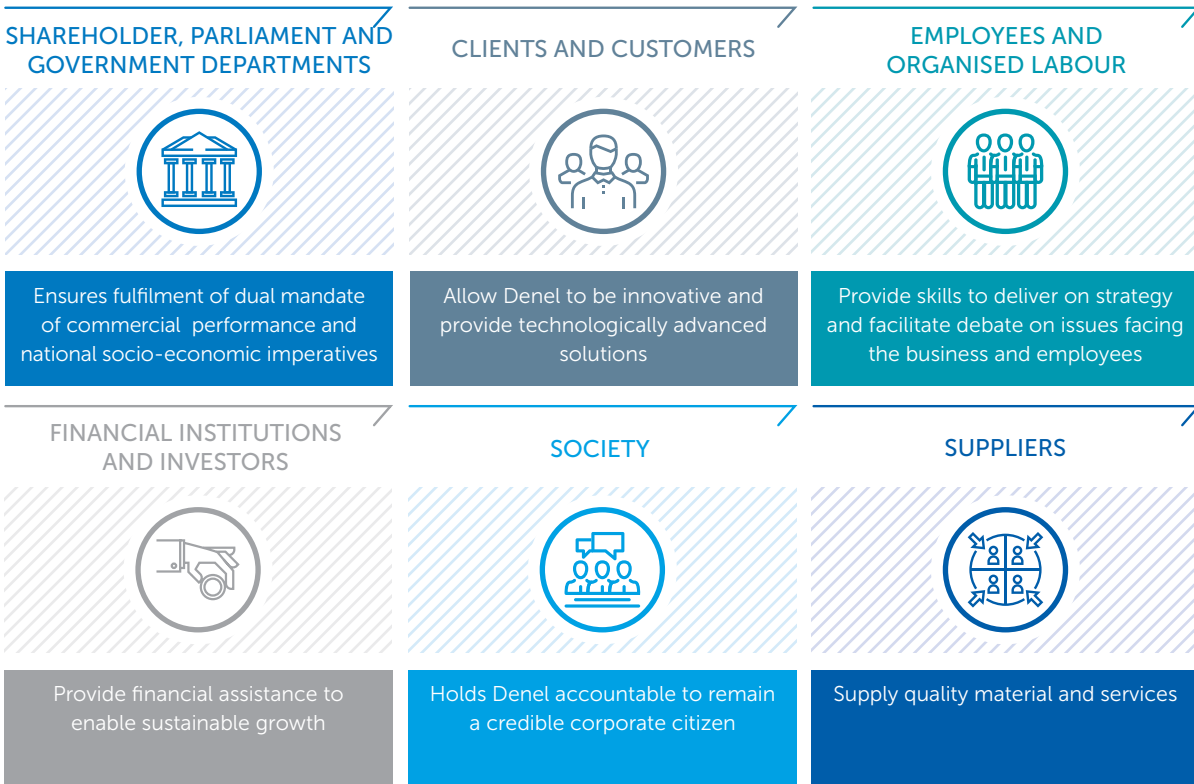 SHAREHOLDER, PARLIAMENT AND
GOVERNMENT DEPARTMENTS
Ensures fulfilment of dual mandate
of commercial performance and
national socio-economic imperatives
CLIENTS AND CUSTOMERS
Allow Denel to be innovative and
provide technologically advanced
solutions
EMPLOYEES AND
ORGANISED LABOUR
Provide skills to deliver on strategy
and facilitate debate on issues facing
the business and employees
FINANCIAL INSTITUTIONS
AND INVESTORS
Provide financial assistance to
enable sustainable growth
SOCIETY
Holds Denel accountable to remain
a credible corporate citizen
SUPPLIERS
Supply quality material and services